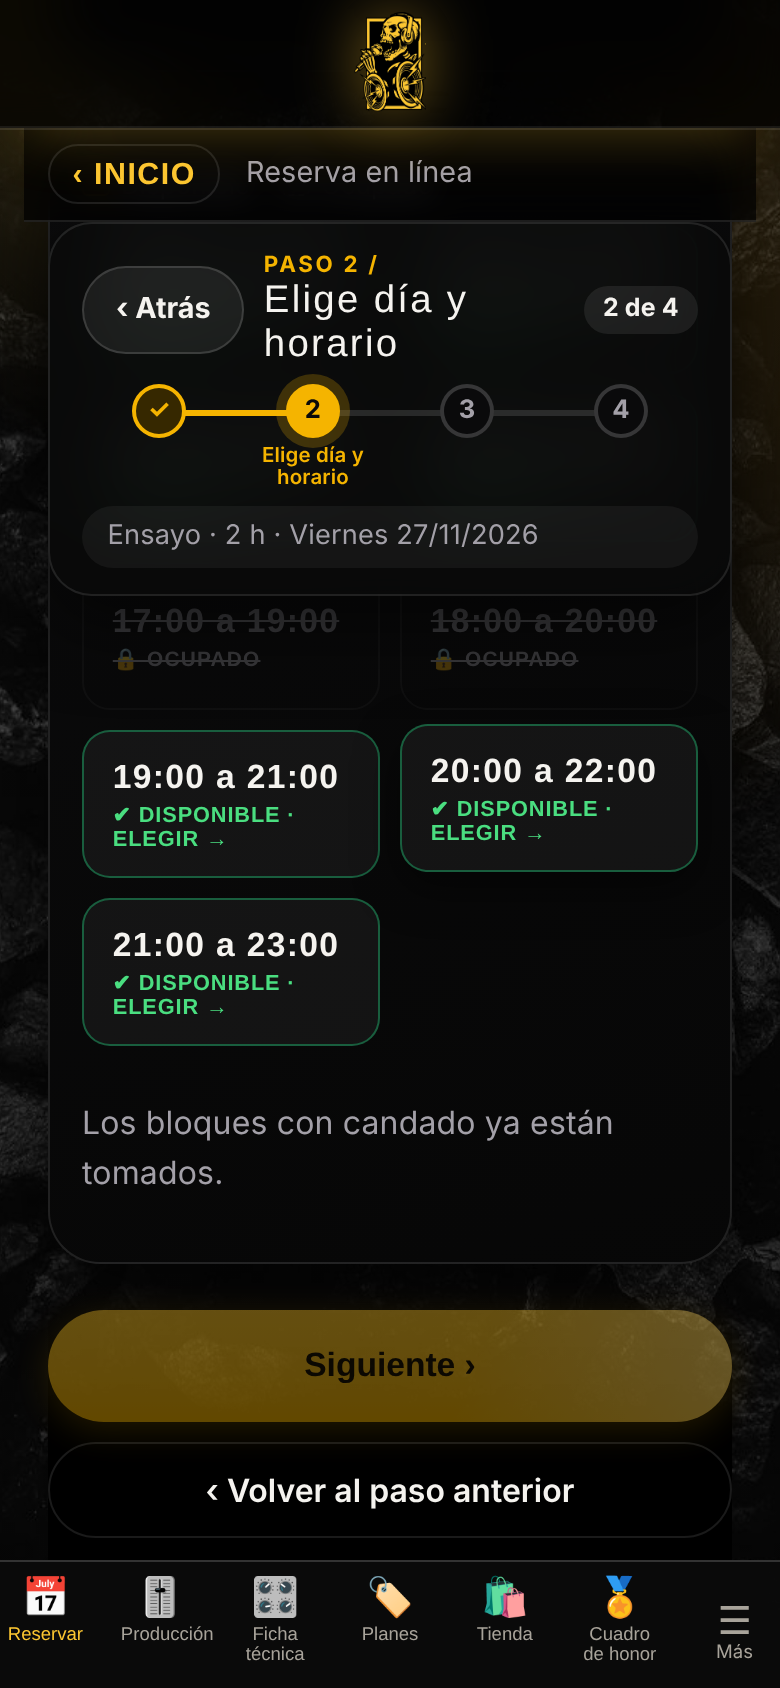 ‹ INICIO
Reserva en línea
‹ Atrás
PASO 2 /
Elige día y
horario
2 de 4
2
3
4
Elige día y
horario
Ensayo · 2 h · Viernes 27/11/2026
17:00 a 19:00
🔒 OCUPADO
18:00 a 20:00
🔒 OCUPADO
19:00 a 21:00
✔ DISPONIBLE ·
ELEGIR →
20:00 a 22:00
✔ DISPONIBLE ·
ELEGIR →
21:00 a 23:00
✔ DISPONIBLE ·
ELEGIR →
Los bloques con candado ya están
tomados.
Siguiente ›
‹ Volver al paso anterior
July
17
Reservar
Producción
Ficha
técnica
Planes
Tienda
Cuadro
de honor
Más